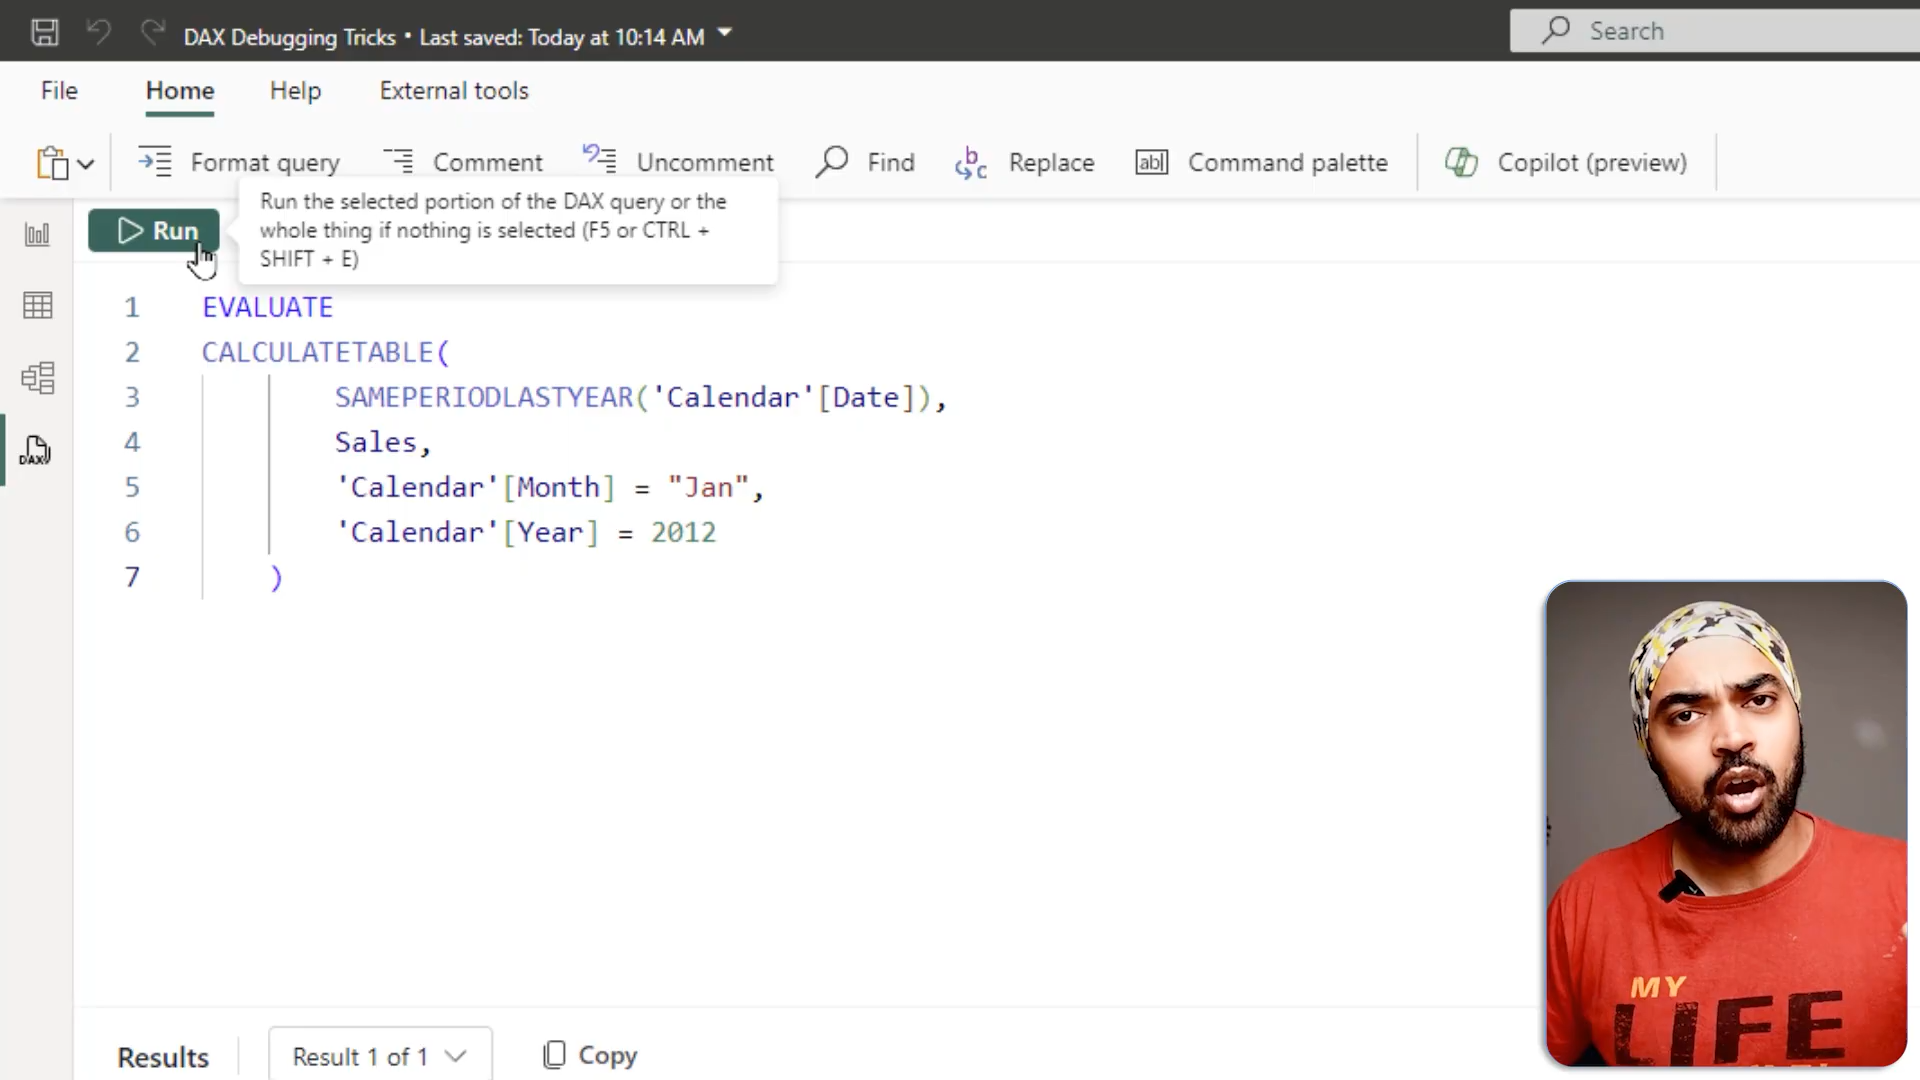 DAX Debugging Tricks • Last saved: Today at 10:14 AM
Search
File
Home
Help
External tools
Format query
Comment
Uncomment
Find
Replace
Command palette
Copilot (preview)
Run
Run the selected portion of the DAX query or the
whole thing if nothing is selected (F5 or CTRL +
SHIFT + E)
1 EVALUATE
2 CALCULATETABLE(
3 SAMEPERIODLASTYEAR('Calendar'[Date]),
4 Sales,
5 'Calendar'[Month] = "Jan",
6 'Calendar'[Year] = 2012
7 )
DAX
Results
Result 1 of 1
Copy
MY
LIFE